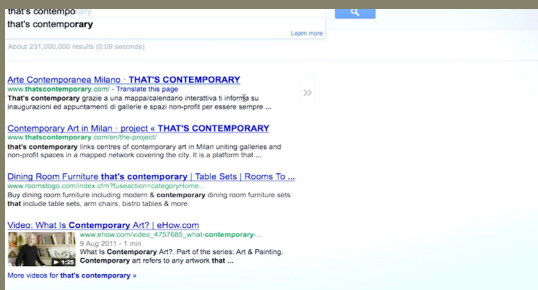 that's contempo rary
that's contemporary
Learn more
About 231,000,000 results (0.09 seconds)
Arte Contemporanea Milano · THAT'S CONTEMPORARY
www.thatscontemporary.com/ - Translate this page
That's contemporary grazie a una mappa/calendario interattiva ti informa su
inaugurazioni ed appuntamenti di gallerie e spazi non-profit per essere sempre ...
Contemporary Art in Milan · project « THAT'S CONTEMPORARY
www.thatscontemporary.com/en/the-project/
that's contemporary links centres of contemporary art in Milan uniting galleries and
non-profit spaces in a mapped network covering the city. It is a platform that ...
Dining Room Furniture that's contemporary | Table Sets | Rooms To ...
www.roomstogo.com/index.cfm?fuseaction=categoryHome...
Buy dining room furniture including modern & contemporary dining room furniture sets
that include table sets, arm chairs, bistro tables & more.
Video: What Is Contemporary Art? | eHow.com
www.ehow.com/video_4757685_what-contemporary-...
9 Aug 2011 - 1 min
What Is Contemporary Art?. Part of the series: Art & Painting.
Contemporary art refers to any artwork that ...
1:25
More videos for that's contemporary »